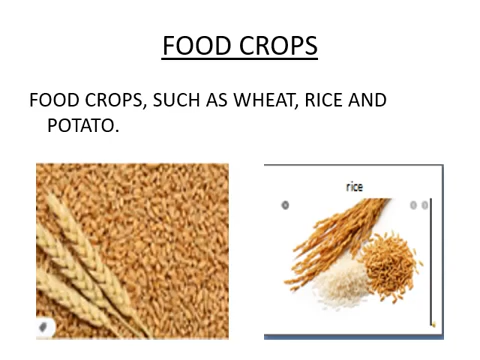 FOOD CROPS
FOOD CROPS, SUCH AS WHEAT, RICE AND
POTATO.
rice